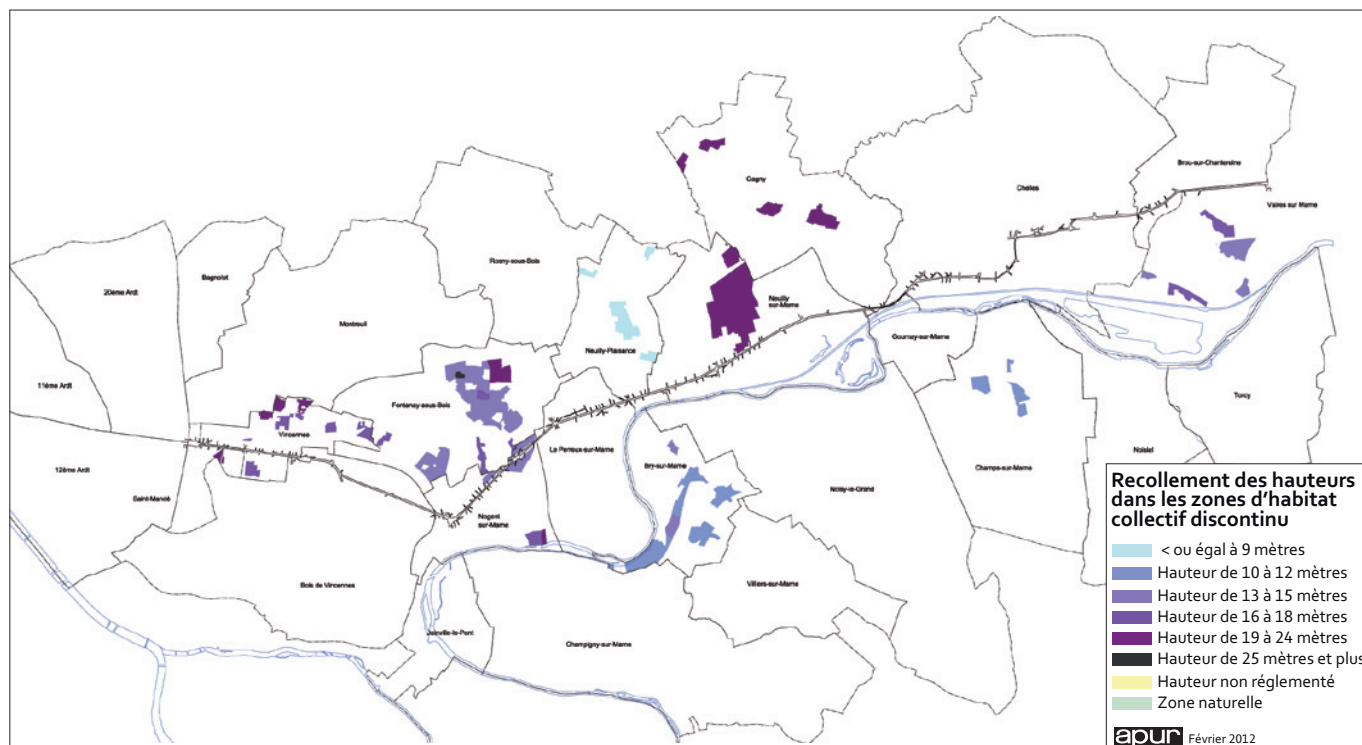 Brou-sur-Chantereine
Gagny
Chelles
Vaires sur Marne
Rosny-sous-Bois
Bagnolet
20ème Ardt
Neuilly
sur-Marne
Montreuil
Gournay-sur-Marne
Neuilly-Plaisance
11ème Ardt
Torcy
Fontenay-sous-Bois
Vincennes
Le Perreux-sur-Marne
12ème Ardt
Bry-sur-Marne
Champs-sur-Marne
Noisiel
Noisy-le-Grand
Saint-Mandé
Nogent
sur-Marne
Bois de Vincennes
Villiers-sur-Marne
Joinville-le-Pont
Champigny-sur-Marne
Recollement des hauteurs
dans les zones d'habitat
collectif discontinu
< ou égal à 9 mètres
Hauteur de 10 à 12 mètres
Hauteur de 13 à 15 mètres
Hauteur de 16 à 18 mètres
Hauteur de 19 à 24 mètres
Hauteur de 25 mètres et plus
Hauteur non réglementé
Zone naturelle
apur Février 2012